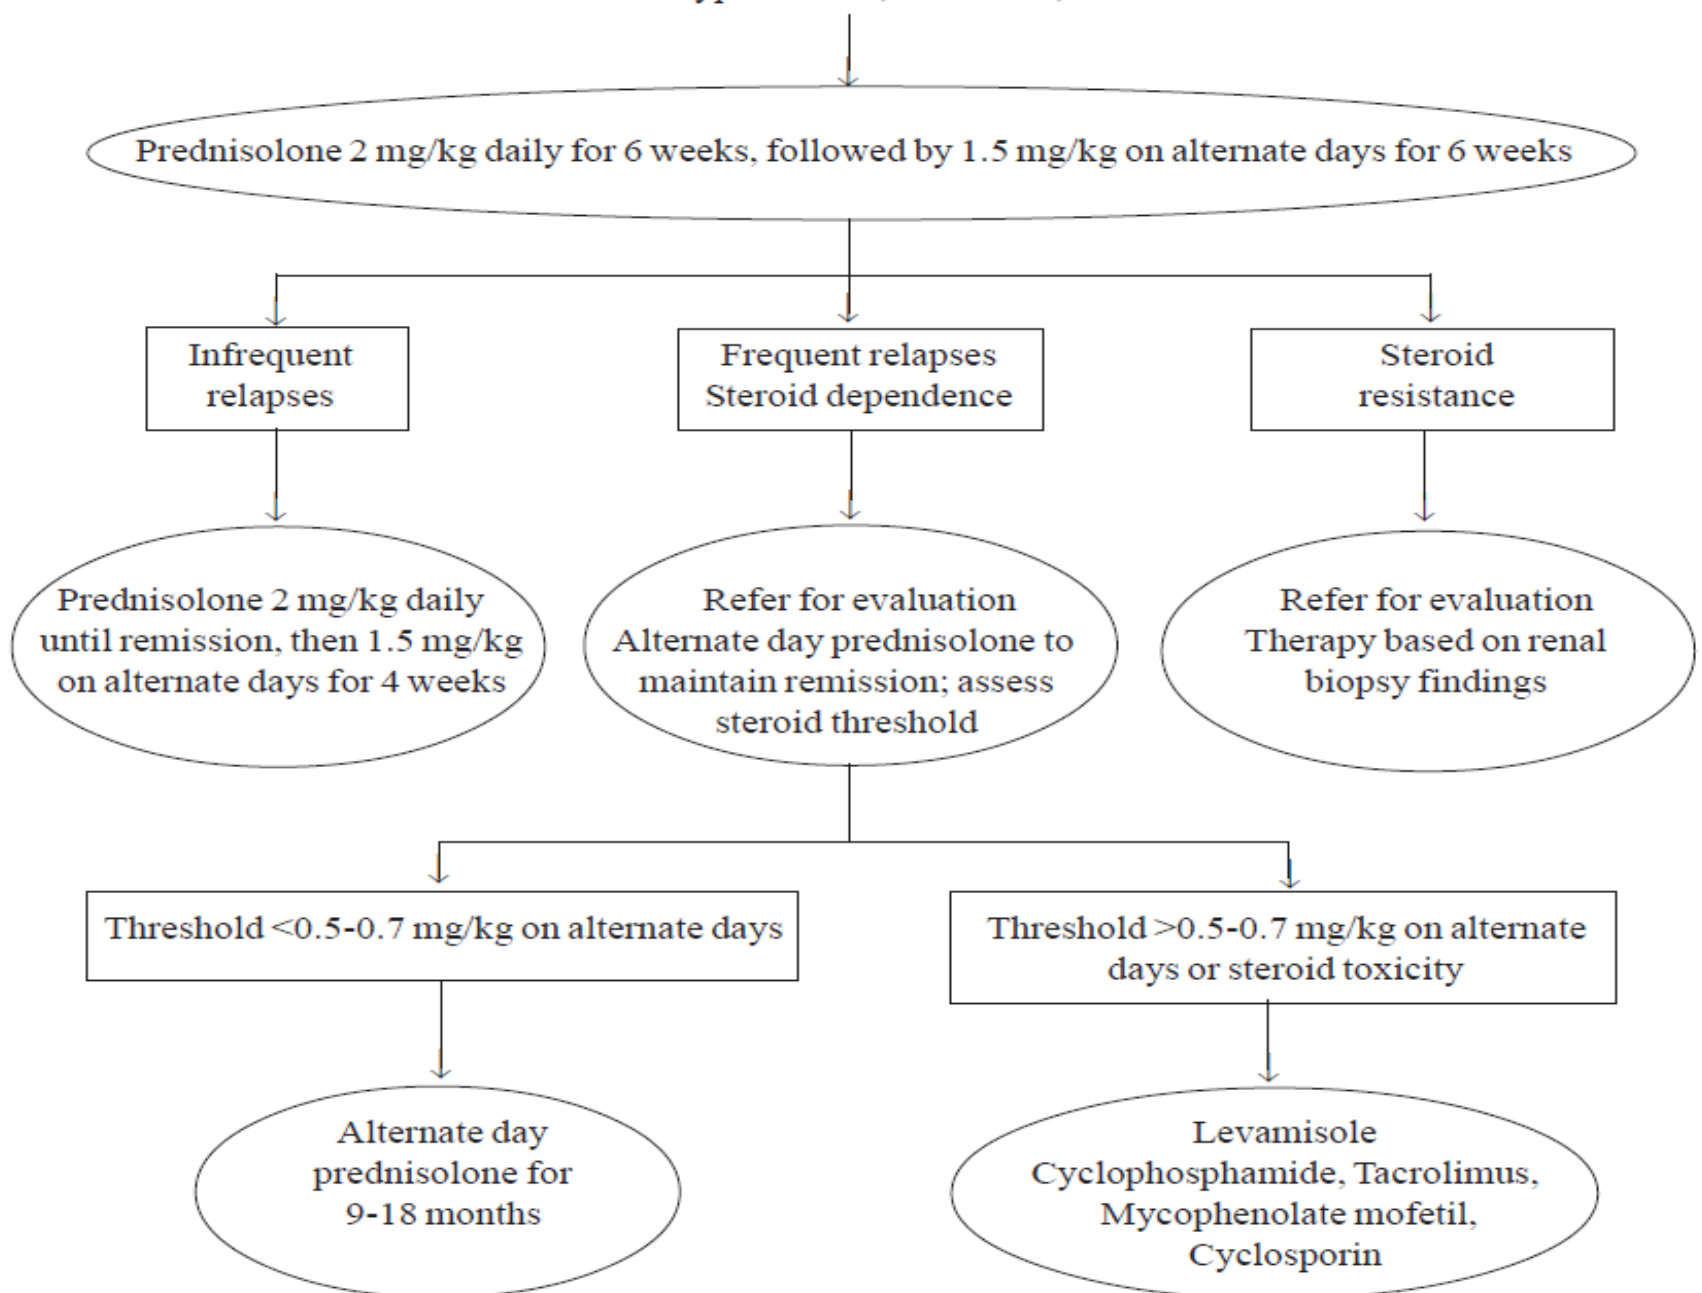 Prednisolone 2 mg/kg daily for 6 weeks, followed by 1.5 mg/kg on alternate days for 6 weeks
Infrequent
relapses
Frequent relapses
Steroid dependence
Steroid
resistance
Prednisolone 2 mg/kg daily
until remission, then 1.5 mg/kg
on alternate days for 4 weeks
Refer for evaluation
Alternate day prednisolone to
maintain remission; assess
steroid threshold
Refer for evaluation
Therapy based on renal
biopsy findings
Threshold <0.5-0.7 mg/kg on alternate days
Threshold >0.5-0.7 mg/kg on alternate
days or steroid toxicity
Alternate day
prednisolone for
9-18 months
Levamisole
Cyclophosphamide, Tacrolimus,
Mycophenolate mofetil,
Cyclosporin